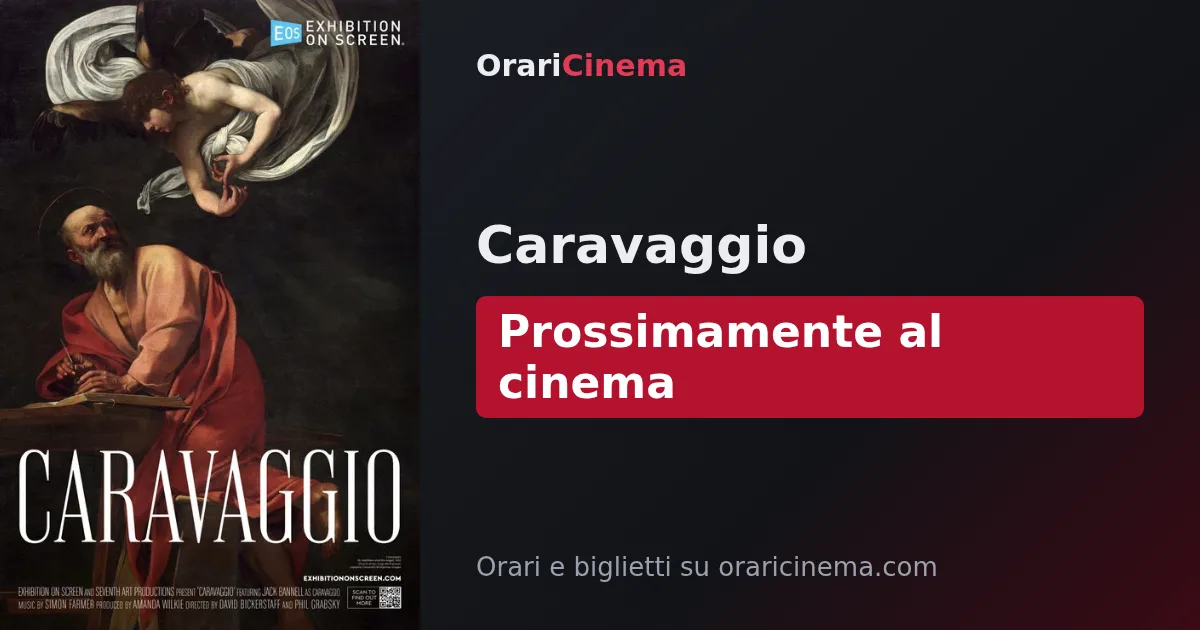 EOS EXHIBITION
ON SCREEN.
CARAVAGGIO
EXHIBITIONONSCREEN.COM
EXHIBITION ON SCREEN AND SEVENTH ART PRODUCTIONS PRESENT "CARAVAGGIO" FEATURING JACK BANNELL AS CARAVAGGIO
MUSIC BY SIMON FARMER PRODUCED BY AMANDA WILKIE DIRECTED BY DAVID BICKERSTAFF AND PHIL GRABSKY
SCAN TO
FIND OUT
MORE
OrariCinema
Caravaggio
Prossimamente al
cinema
Orari e biglietti su oraricinema.com